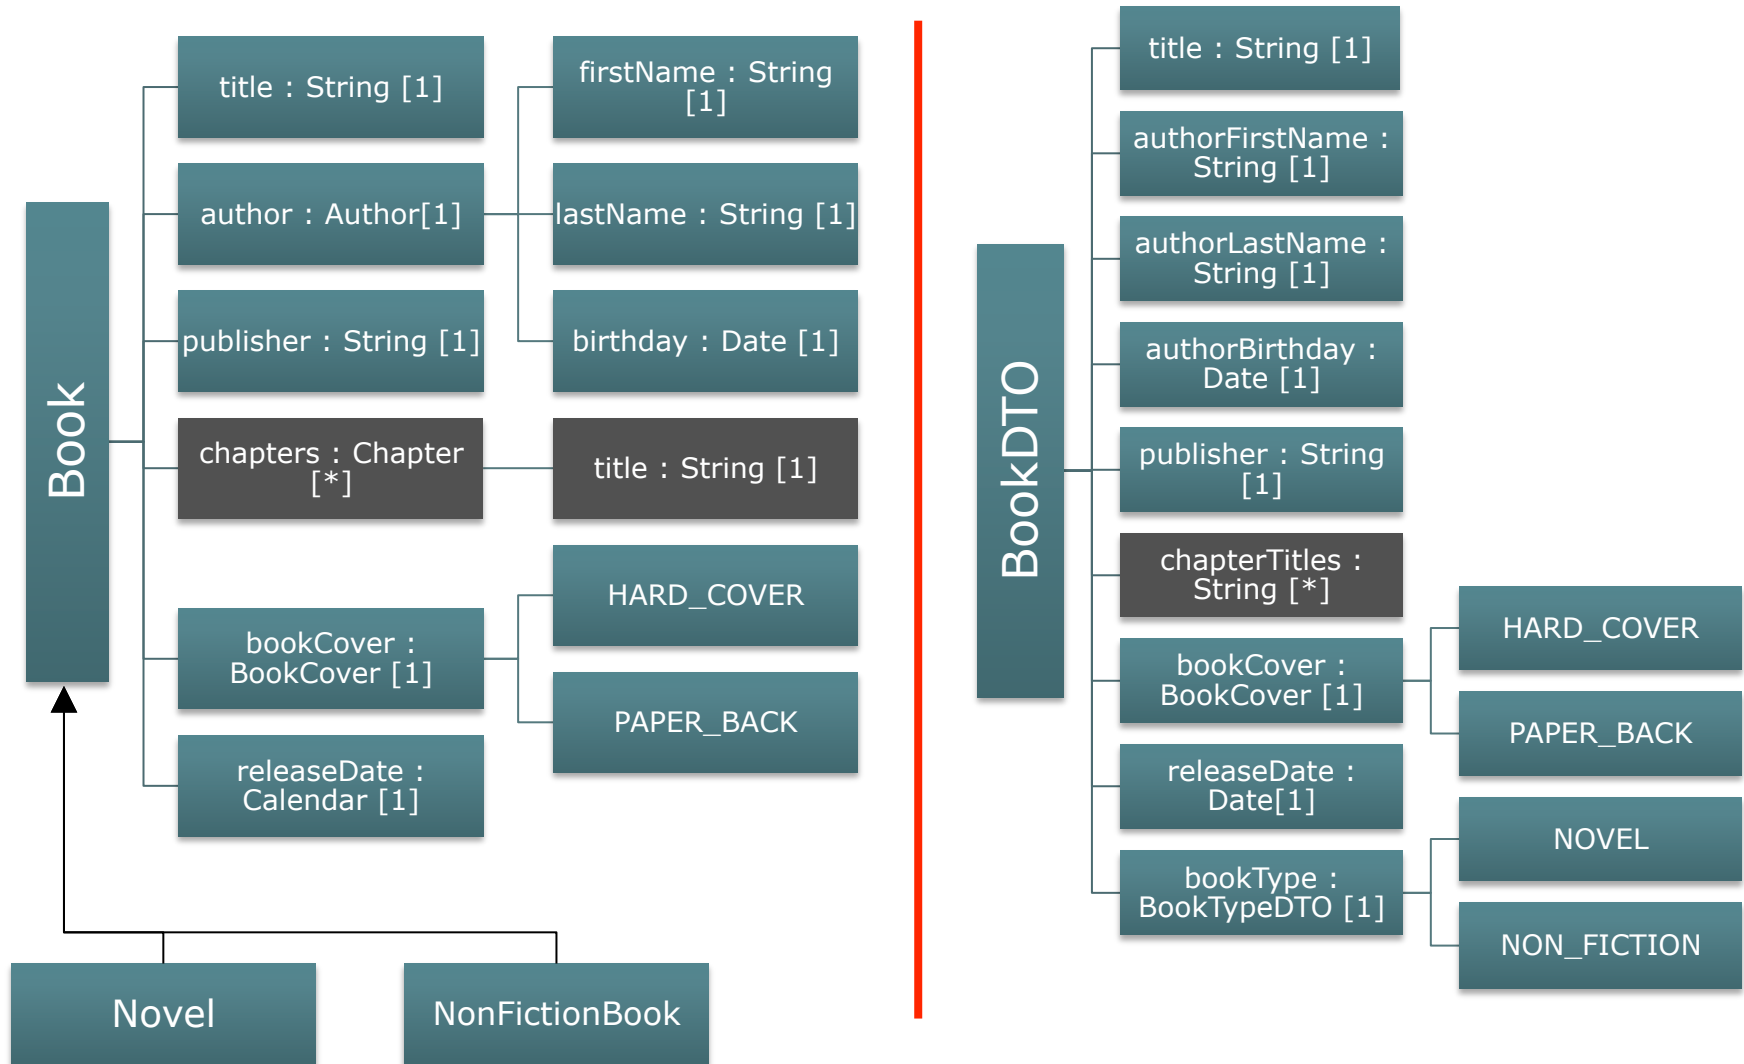 Book
title : String [1]
author : Author[1]
publisher : String [1]
chapters : Chapter
[*]
bookCover :
BookCover [1]
releaseDate :
Calendar [1]
firstName : String
[1]
lastName : String [1]
birthday : Date [1]
title : String [1]
HARD_COVER
PAPER_BACK
Novel
NonFictionBook
BookDTO
title : String [1]
authorFirstName :
String [1]
authorLastName :
String [1]
authorBirthday :
Date [1]
publisher : String
[1]
chapterTitles :
String [*]
bookCover :
BookCover [1]
releaseDate :
Date[1]
bookType :
BookTypeDTO [1]
HARD_COVER
PAPER_BACK
NOVEL
NON_FICTION